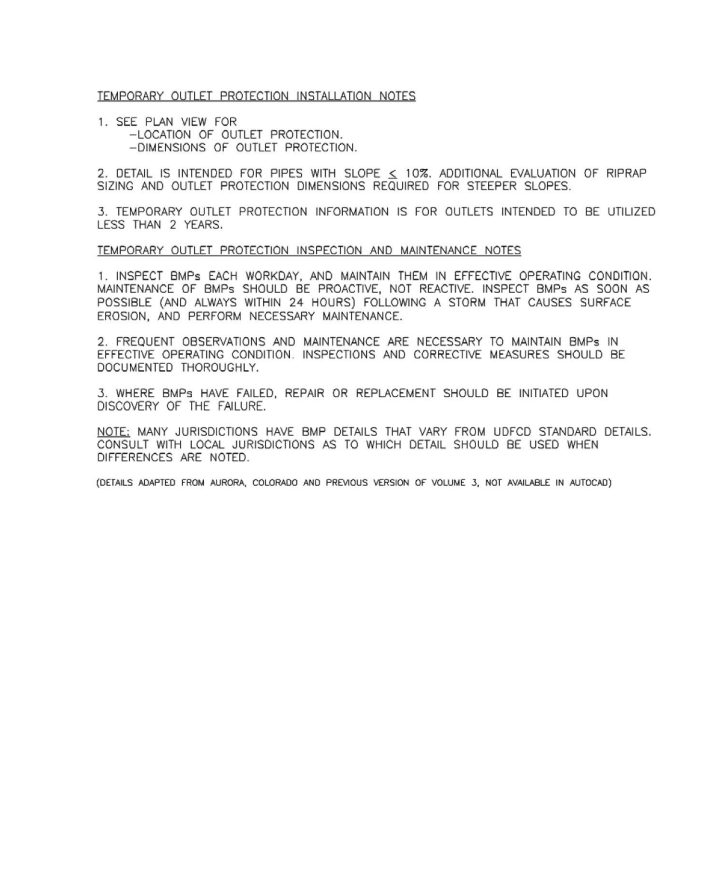 TEMPORARY OUTLET PROTECTION INSTALLATION NOTES
1. SEE PLAN VIEW FOR
–LOCATION OF OUTLET PROTECTION.
–DIMENSIONS OF OUTLET PROTECTION.
2. DETAIL IS INTENDED FOR PIPES WITH SLOPE ≤ 10%. ADDITIONAL EVALUATION OF RIPRAP
SIZING AND OUTLET PROTECTION DIMENSIONS REQUIRED FOR STEEPER SLOPES.
3. TEMPORARY OUTLET PROTECTION INFORMATION IS FOR OUTLETS INTENDED TO BE UTILIZED
LESS THAN 2 YEARS.
TEMPORARY OUTLET PROTECTION INSPECTION AND MAINTENANCE NOTES
1. INSPECT BMPs EACH WORKDAY, AND MAINTAIN THEM IN EFFECTIVE OPERATING CONDITION.
MAINTENANCE OF BMPs SHOULD BE PROACTIVE, NOT REACTIVE. INSPECT BMPs AS SOON AS
POSSIBLE (AND ALWAYS WITHIN 24 HOURS) FOLLOWING A STORM THAT CAUSES SURFACE
EROSION, AND PERFORM NECESSARY MAINTENANCE.
2. FREQUENT OBSERVATIONS AND MAINTENANCE ARE NECESSARY TO MAINTAIN BMPs IN
EFFECTIVE OPERATING CONDITION. INSPECTIONS AND CORRECTIVE MEASURES SHOULD BE
DOCUMENTED THOROUGHLY.
3. WHERE BMPs HAVE FAILED, REPAIR OR REPLACEMENT SHOULD BE INITIATED UPON
DISCOVERY OF THE FAILURE.
NOTE: MANY JURISDICTIONS HAVE BMP DETAILS THAT VARY FROM UDFCD STANDARD DETAILS.
CONSULT WITH LOCAL JURISDICTIONS AS TO WHICH DETAIL SHOULD BE USED WHEN
DIFFERENCES ARE NOTED.
(DETAILS ADAPTED FROM AURORA, COLORADO AND PREVIOUS VERSION OF VOLUME 3, NOT AVAILABLE IN AUTOCAD)